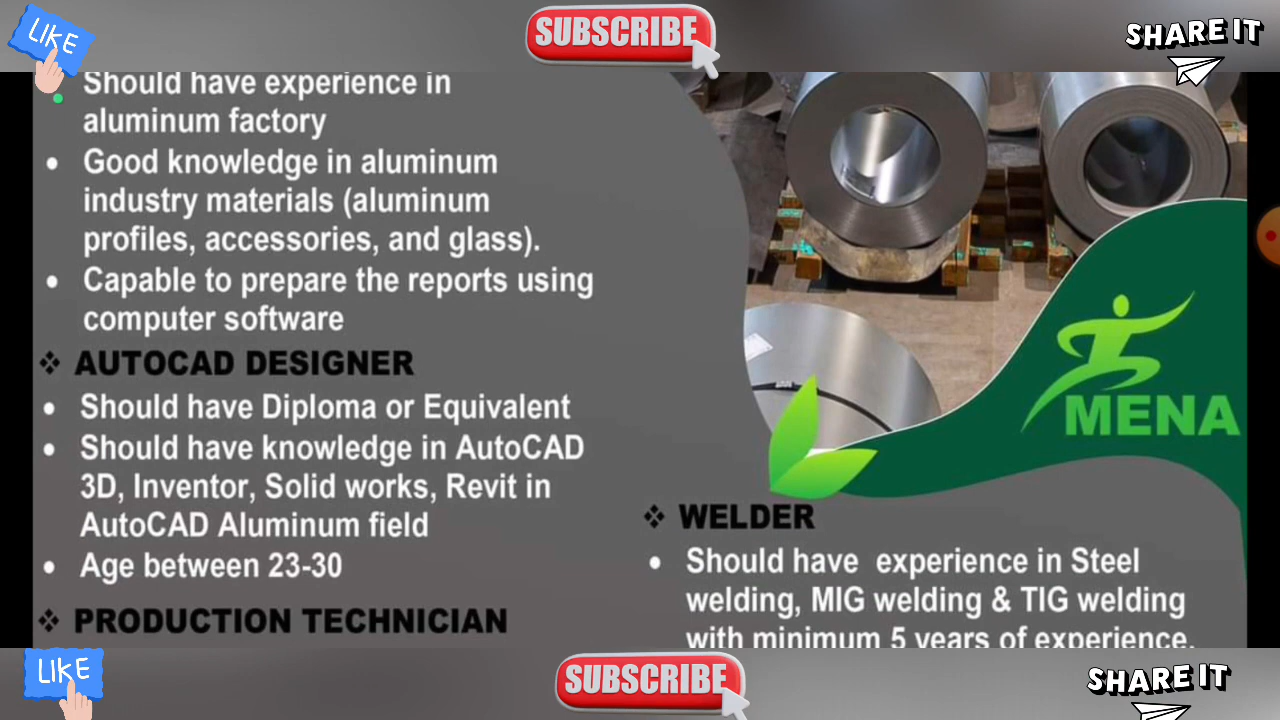 LIKE
SUBSCRIBE
SHARE IT
Should have experience in
aluminum factory
• Good knowledge in aluminum
industry materials (aluminum
profiles, accessories, and glass).
• Capable to prepare the reports using
computer software
❖ AUTOCAD DESIGNER
• Should have Diploma or Equivalent
• Should have knowledge in AutoCAD
3D, Inventor, Solid works, Revit in
AutoCAD Aluminum field
• Age between 23-30
❖ PRODUCTION TECHNICIAN
MENA
❖ WELDER
• Should have experience in Steel
welding, MIG welding & TIG welding
with minimum 5 years of experience.
LIKE
SUBSCRIBE
SHARE IT